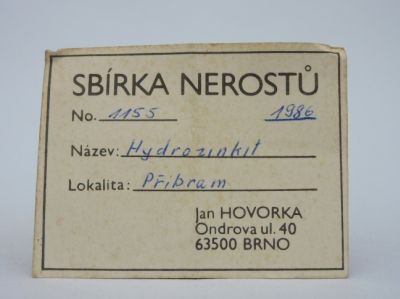 SBÍRKA NEROSTŮ
No. 1155 1986
Název: Hydrozinkit
Lokalita: Příbram
Jan HOVORKA
Ondrova ul. 40
63500 BRNO